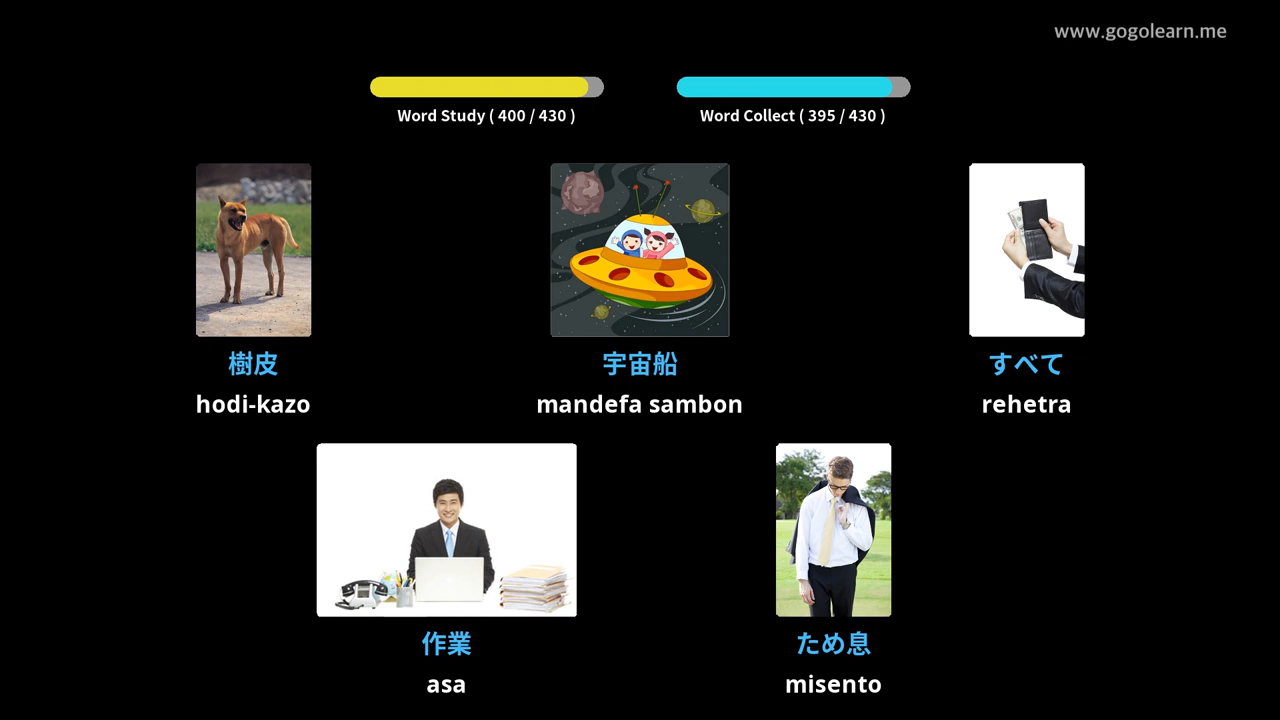 www.gogolearn.me
Word Study ( 400 / 430 )
Word Collect ( 395 / 430 )
樹皮
hodi-kazo
宇宙船
mandefa sambon
すべて
rehetra
作業
asa
ため息
misento